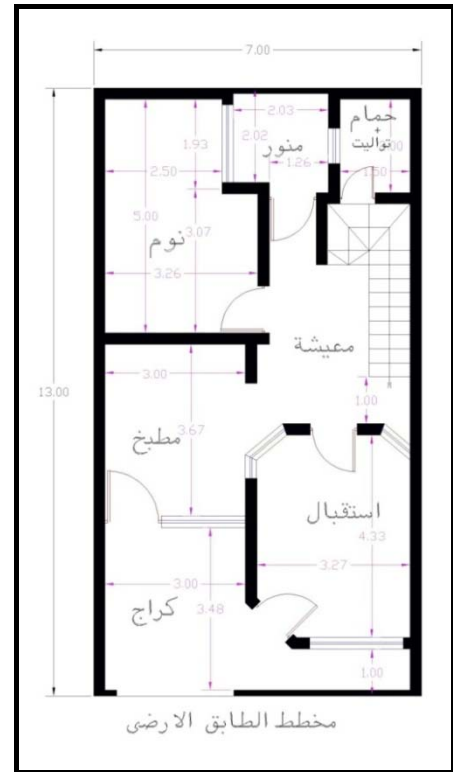 7.00
2.03
حمام
+
تواليت
1.93
2.02
منور
2.50
1.26
1.50
5.00
نوم
3.07
3.26
معيشة
13.00
3.00
1.00
3.67
مطبخ
استقبال
4.33
3.27
3.00
كراج
3.48
1.00
مخطط الطابق الارضي